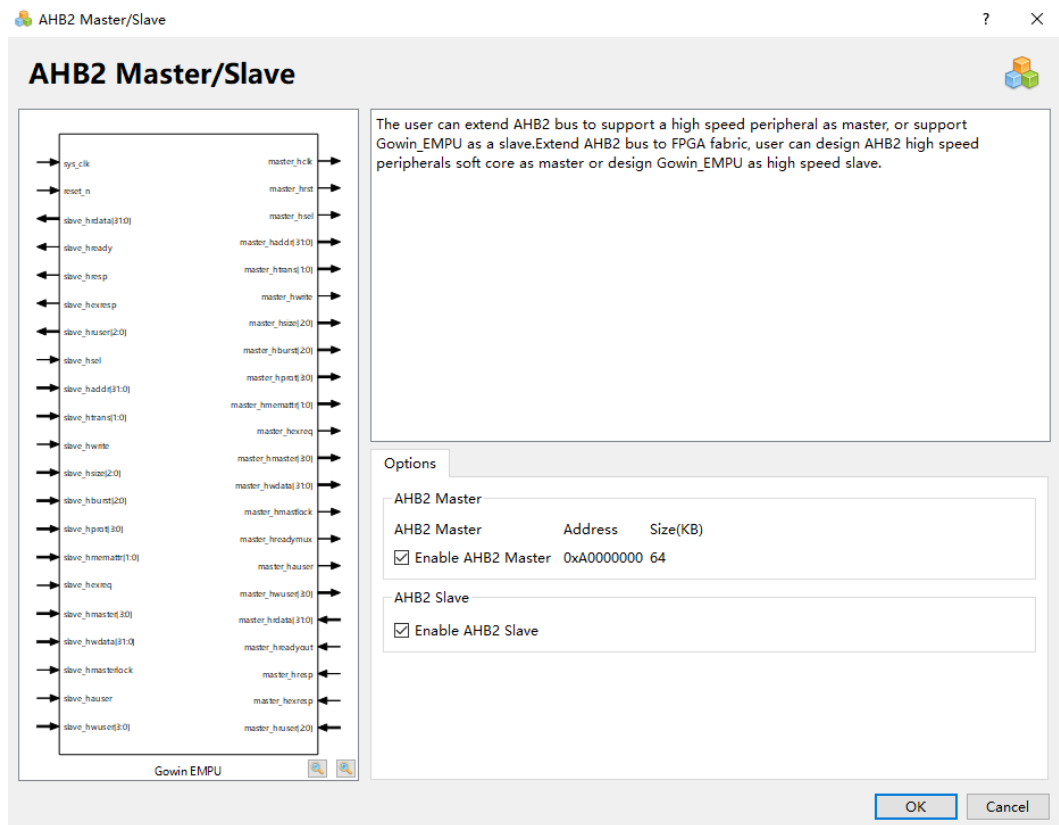 AHB2 Master/Slave
?
AHB2 Master/Slave
sys_clk
reset_n
slave_hrdata[31:0]
slave_hready
slave_hresp
slave_hexresp
slave_hruser[2:0]
slave_hsel
slave_haddr[31:0]
slave_htrans[1:0]
slave_hwrite
slave_hsize[2:0]
slave_hburst[2:0]
slave_hprot[3:0]
slave_hmemattr[1:0]
slave_hexreq
slave_hmaster[3:0]
slave_hwdata[31:0]
slave_hmasterlock
slave_hauser
slave_hwuser[3:0]
master_hclk
master_hrst
master_hsel
master_haddr[31:0]
master_htrans[1:0]
master_hwrite
master_hsize[2:0]
master_hburst[2:0]
master_hprot[3:0]
master_hmemattr[1:0]
master_hexreq
master_hmaster[3:0]
master_hwdata[31:0]
master_hmastlock
master_hreadymux
master_hauser
master_hwuser[3:0]
master_hrdata[31:0]
master_hreadyout
master_hresp
master_hexresp
master_hruser[2:0]
Gowin EMPU
The user can extend AHB2 bus to support a high speed peripheral as master, or support
Gowin_EMPU as a slave.Extend AHB2 bus to FPGA fabric, user can design AHB2 high speed
peripherals soft core as master or design Gowin_EMPU as high speed slave.
Options
AHB2 Master
AHB2 Master Address Size(KB)
Enable AHB2 Master 0xA0000000 64
AHB2 Slave
Enable AHB2 Slave
OK Cancel